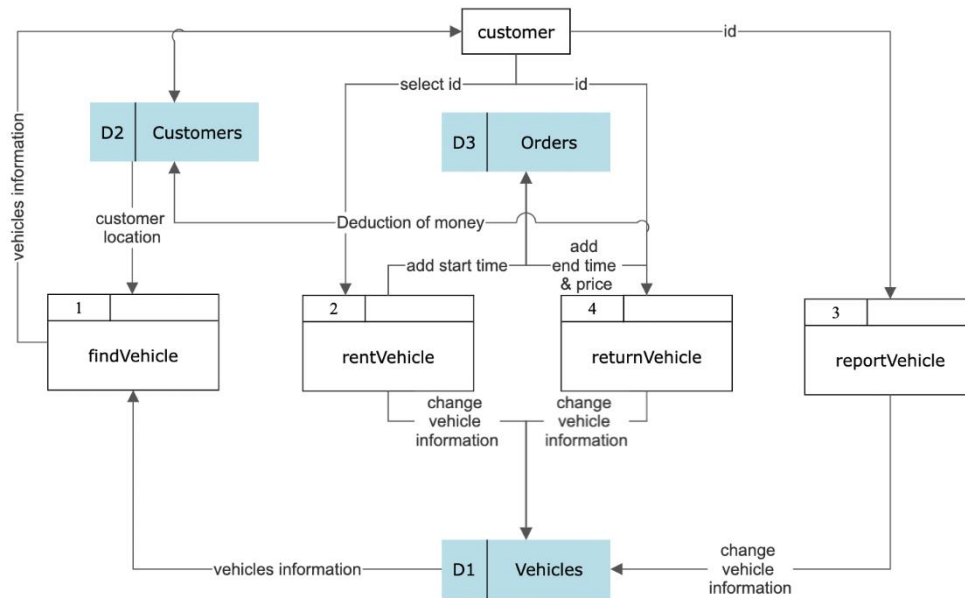 customer
id
select id
id
D2 Customers
D3 Orders
vehicles information
customer
location
Deduction of money
add start time
add
end time
& price
1
findVehicle
2
rentVehicle
4
returnVehicle
3
reportVehicle
change
vehicle
information
change
vehicle
information
vehicles information
D1 Vehicles
change
vehicle
information